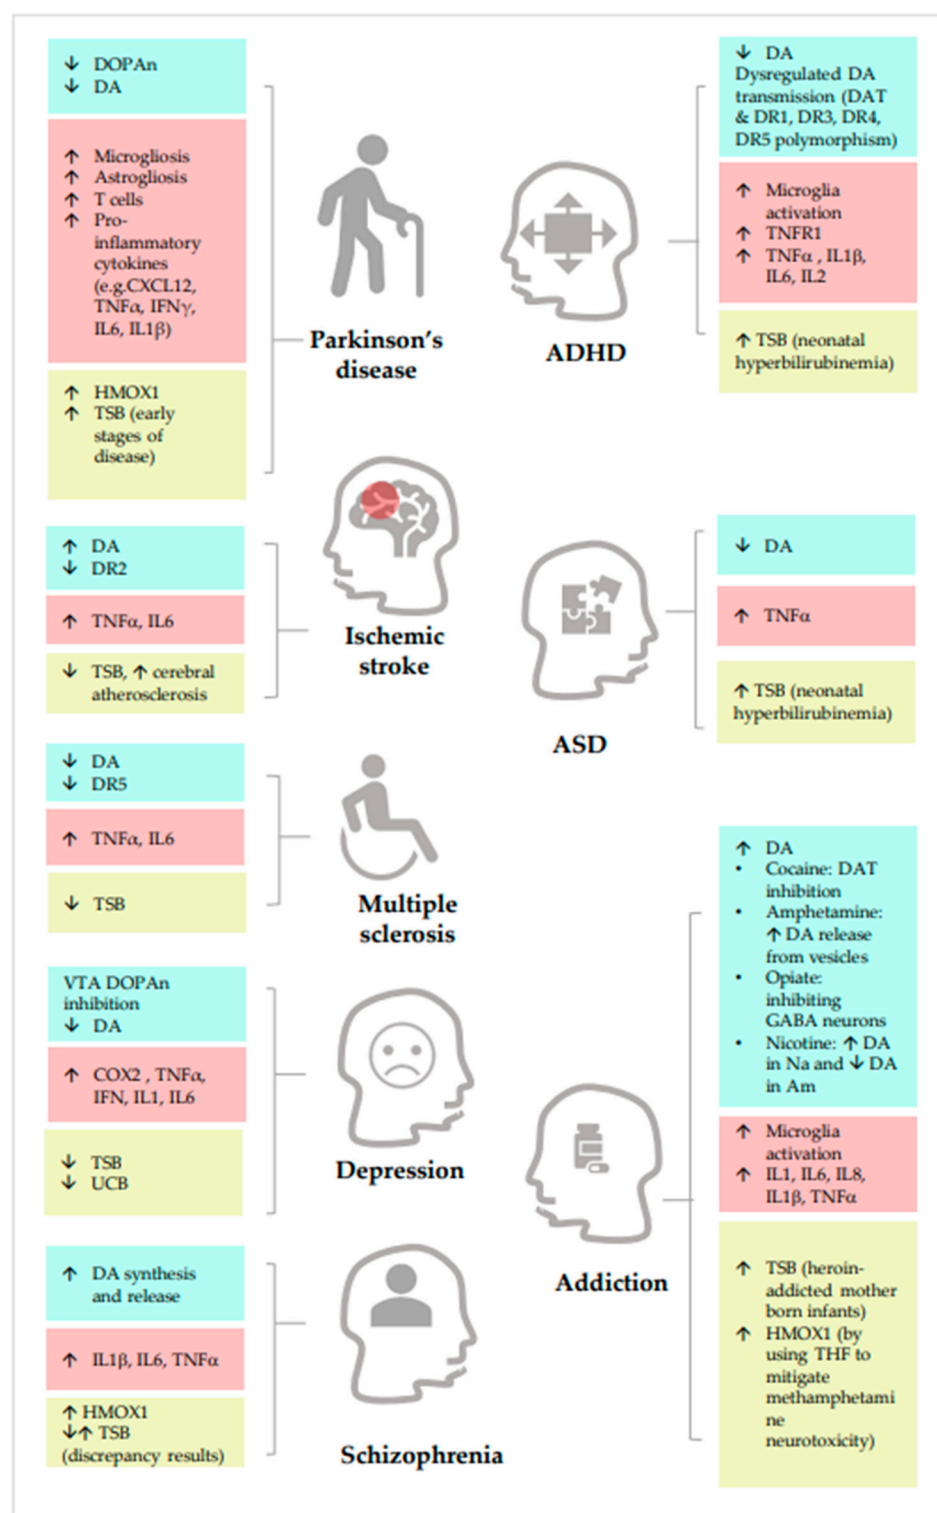 ↓ DOPAn
↓ DA
↑ Microgliosis
↑ Astrogliosis
↑ T cells
↑ Pro-
inflammatory
cytokines
(e.g.CXCL12,
TNFα, IFNγ,
IL6, IL1β)
↑ HMOX1
↑ TSB (early
stages of
disease)
Parkinson's
disease
↓ DA
Dysregulated DA
transmission (DAT
& DR1, DR3, DR4,
DR5 polymorphism)
↑ Microglia
activation
↑ TNFR1
↑ TNFα , IL1β,
IL6, IL2
↑ TSB (neonatal
hyperbilirubinemia)
ADHD
↑ DA
↓ DR2
↑ TNFα, IL6
↓ TSB, ↑ cerebral
atherosclerosis
Ischemic
stroke
↓ DA
↑ TNFα
↑ TSB (neonatal
hyperbilirubinemia)
ASD
↓ DA
↓ DR5
↑ TNFα, IL6
↓ TSB
Multiple
sclerosis
VTA DOPAn
inhibition
↓ DA
↑ COX2 , TNFα,
IFN, IL1, IL6
↓ TSB
↓ UCB
Depression
↑ DA
• Cocaine: DAT
inhibition
• Amphetamine:
↑ DA release
from vesicles
• Opiate:
inhibiting
GABA neurons
• Nicotine: ↑ DA
in Na and ↓ DA
in Am
↑ Microglia
activation
↑ IL1, IL6, IL8,
IL1β, TNFα
↑ TSB (heroin-
addicted mother
born infants)
↑ HMOX1 (by
using THF to
mitigate
methamphetami
ne
neurotoxicity)
Addiction
↑ DA synthesis
and release
↑ IL1β, IL6, TNFα
↑ HMOX1
↓↑ TSB
(discrepancy results)
Schizophrenia